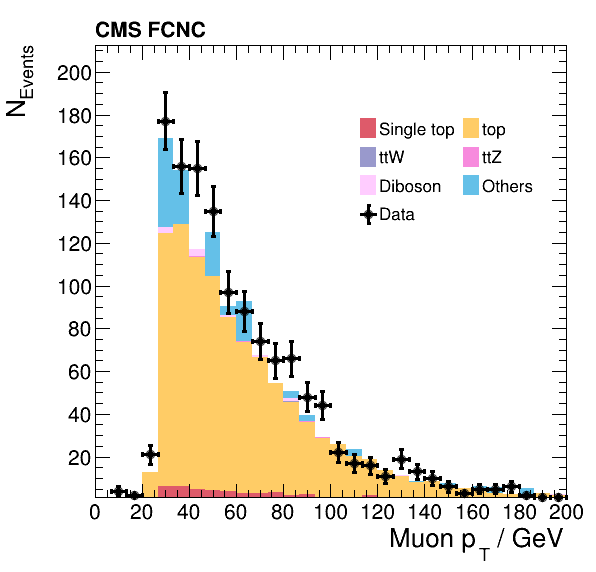 CMS FCNC
N_Events
200
180
160
140
120
100
80
60
40
20
Single top
top
ttW
ttZ
Diboson
Others
Data
0 20 40 60 80 100 120 140 160 180 200
Muon p_T / GeV